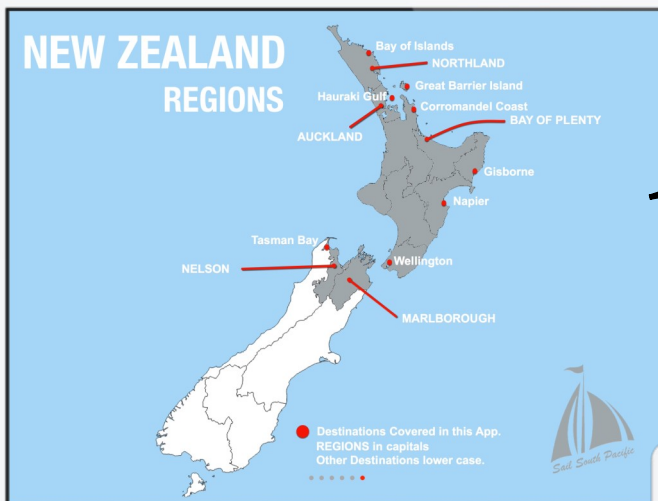 NEW ZEALAND
REGIONS
Bay of Islands
NORTHLAND
Great Barrier Island
Hauraki Gulf
Corromandel Coast
AUCKLAND
BAY OF PLENTY
Gisborne
Napier
Tasman Bay
Wellington
NELSON
MARLBOROUGH
Destinations Covered in this App.
REGIONS in capitals
Other Destinations lower case.
Sail South Pacific